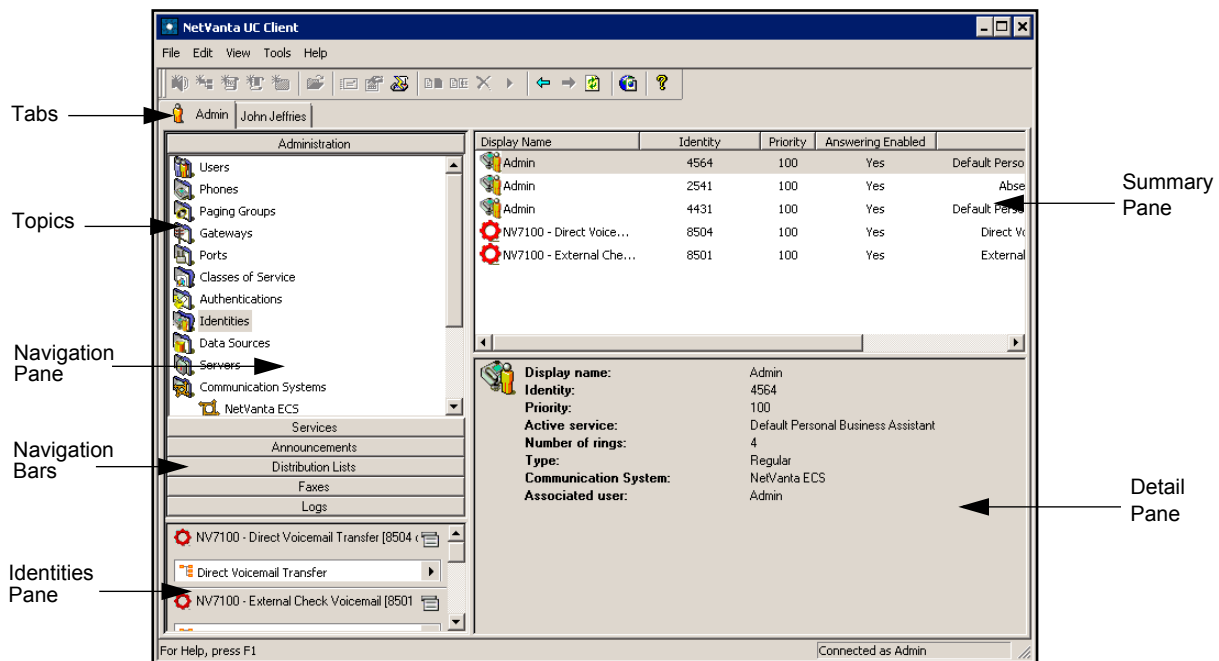 NetVanta UC Client
File Edit View Tools Help
Tabs
Admin John Jeffries
Administration
Users
Phones
Topics
Paging Groups
Gateways
Ports
Classes of Service
Authentications
Identities
Navigation
Pane
Data Sources
Servers
Communication Systems
NetVanta ECS
Services
Navigation
Bars
Announcements
Distribution Lists
Faxes
Logs
NV7100 - Direct Voicemail Transfer [8504
Identities
Pane
Direct Voicemail Transfer
NV7100 - External Check Voicemail [8501
Display Name Identity Priority Answering Enabled
Admin 4564 100 Yes Default Perso
Admin 2541 100 Yes Abse
Admin 4431 100 Yes Default Perso
NV7100 - Direct Voice... 8504 100 Yes Direct Vo
NV7100 - External Che... 8501 100 Yes External
Summary
Pane
Display name: Admin
Identity: 4564
Priority: 100
Active service: Default Personal Business Assistant
Number of rings: 4
Type: Regular
Communication System: NetVanta ECS
Associated user: Admin
Detail
Pane
For Help, press F1
Connected as Admin